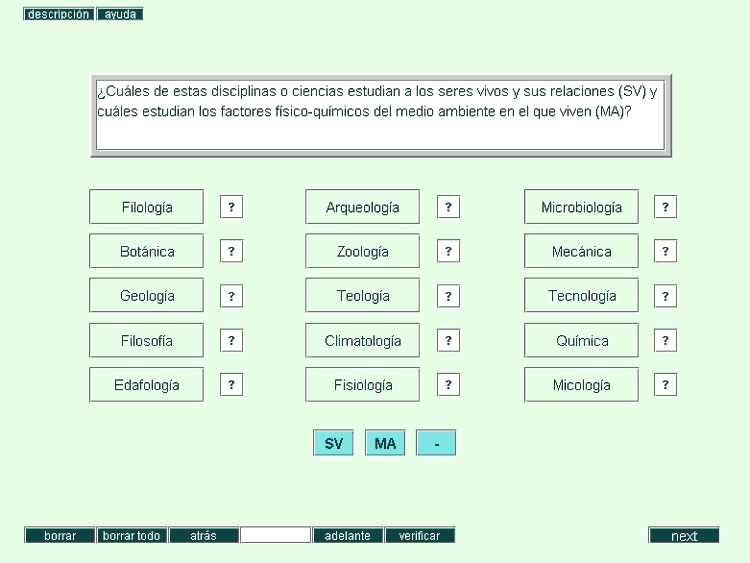 descripción ayuda
¿Cuáles de estas disciplinas o ciencias estudian a los seres vivos y sus relaciones (SV) y
cuáles estudian los factores físico-químicos del medio ambiente en el que viven (MA)?
Filología ? Arqueología ? Microbiología ?
Botánica ? Zoología ? Mecánica ?
Geología ? Teología ? Tecnología ?
Filosofía ? Climatología ? Química ?
Edafología ? Fisiología ? Micología ?
SV MA -
borrar borrar todo atrás adelante verificar next